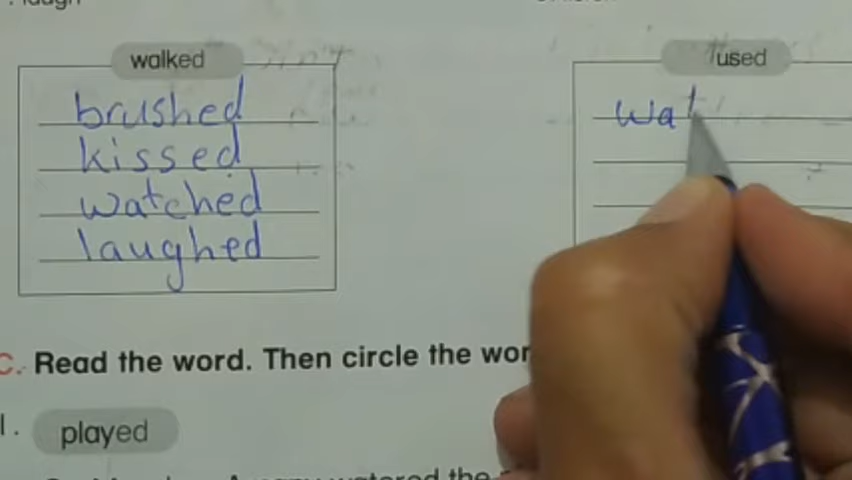 walked
used
brushed
Wat
kissed
watched
laughed
C. Read the word. Then circle the wor
1. played